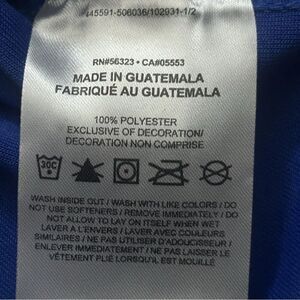 445591-506036/102931-1/2
RN#56323 • CA#05553
MADE IN GUATEMALA
FABRIQUÉ AU GUATEMALA
100% POLYESTER
EXCLUSIVE OF DECORATION/
DECORATION NON COMPRISE
30C
WASH INSIDE OUT / WASH WITH LIKE COLORS / DO
NOT USE SOFTENERS / REMOVE IMMEDIATELY / DO
NOT ALLOW TO LAY ON ITSELF WHEN WET
LAVER A L'ENVERS / LAVER AVEC COULEURS
SIMILAIRES / NE PAS UTILISER D'ADOUCISSEUR /
ENLEVER IMMEDIATEMENT / NE PAS LAISSER LE
VÊTEMENT PLIE LORSQU'IL EST MOUILLÉ